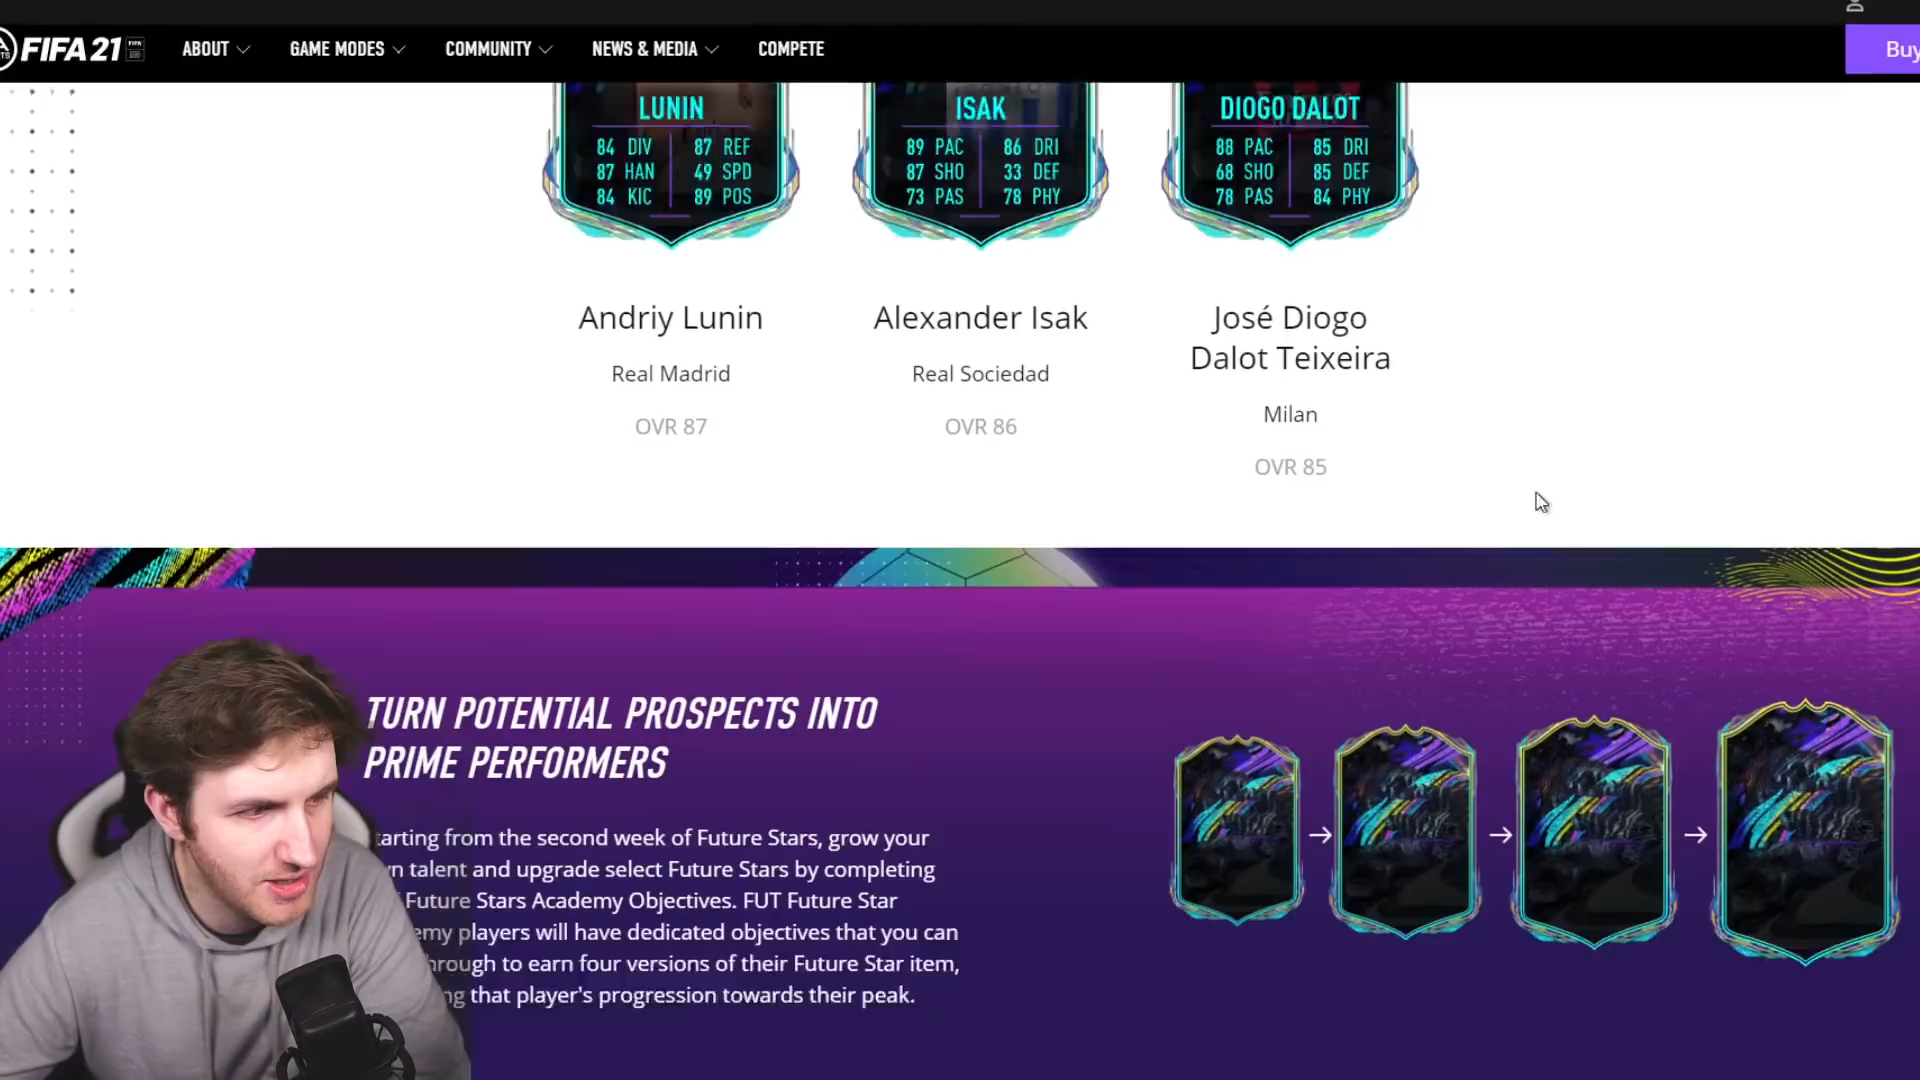 FIFA 21
ABOUT GAME MODES COMMUNITY NEWS & MEDIA COMPETE
Buy
LUNIN
84 DIV 87 REF
87 HAN 49 SPD
84 KIC 89 POS
ISAK
89 PAC 86 DRI
87 SHO 33 DEF
73 PAS 78 PHY
DIOGO DALOT
88 PAC 85 DRI
68 SHO 85 DEF
78 PAS 84 PHY
Andriy Lunin
Real Madrid
OVR 87
Alexander Isak
Real Sociedad
OVR 86
José Diogo
Dalot Teixeira
Milan
OVR 85
TURN POTENTIAL PROSPECTS INTO
PRIME PERFORMERS
tarting from the second week of Future Stars, grow your
n talent and upgrade select Future Stars by completing
Future Stars Academy Objectives. FUT Future Star
emy players will have dedicated objectives that you can
hrough to earn four versions of their Future Star item,
ng that player's progression towards their peak.